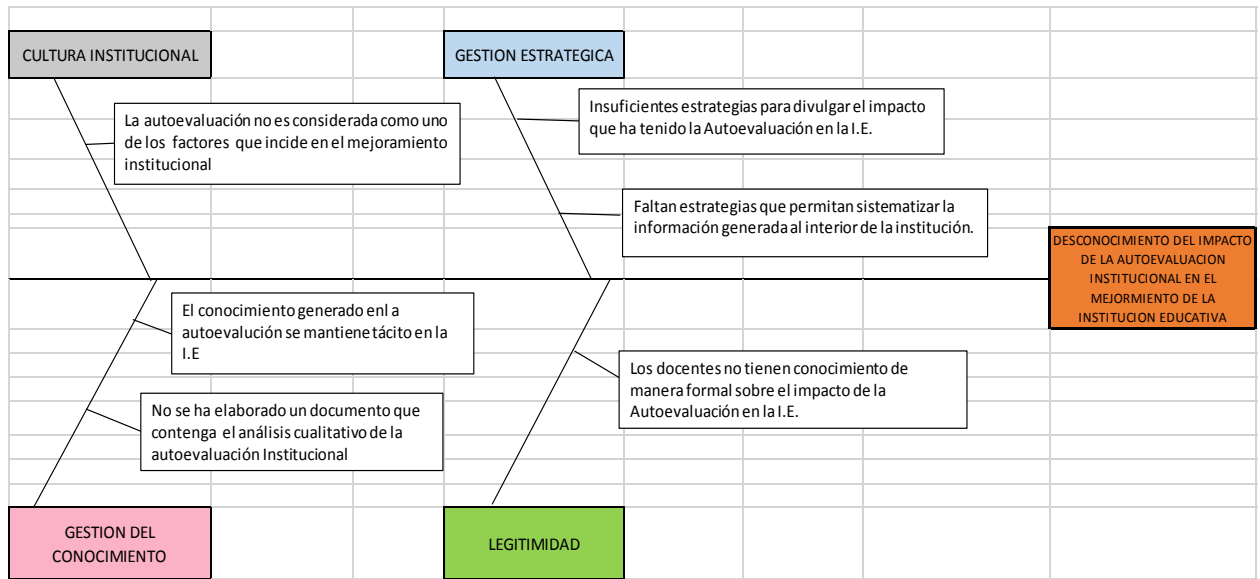 CULTURA INSTITUCIONAL
GESTION ESTRATEGICA
La autoevaluación no es considerada como uno
de los factores que incide en el mejoramiento
institucional
Insuficientes estrategias para divulgar el impacto
que ha tenido la Autoevaluación en la I.E.
Faltan estrategias que permitan sistematizar la
información generada al interior de la institución.
DESCONOCIMIENTO DEL IMPACTO
DE LA AUTOEVALUACION
INSTITUCIONAL EN EL
MEJORMIENTO DE LA
INSTITUCION EDUCATIVA
El conocimiento generado enl a
autoevalución se mantiene tácito en la
I.E
Los docentes no tienen conocimiento de
manera formal sobre el impacto de la
Autoevaluación en la I.E.
No se ha elaborado un documento que
contenga el análisis cualitativo de la
autoevaluación Institucional
GESTION DEL
CONOCIMIENTO
LEGITIMIDAD